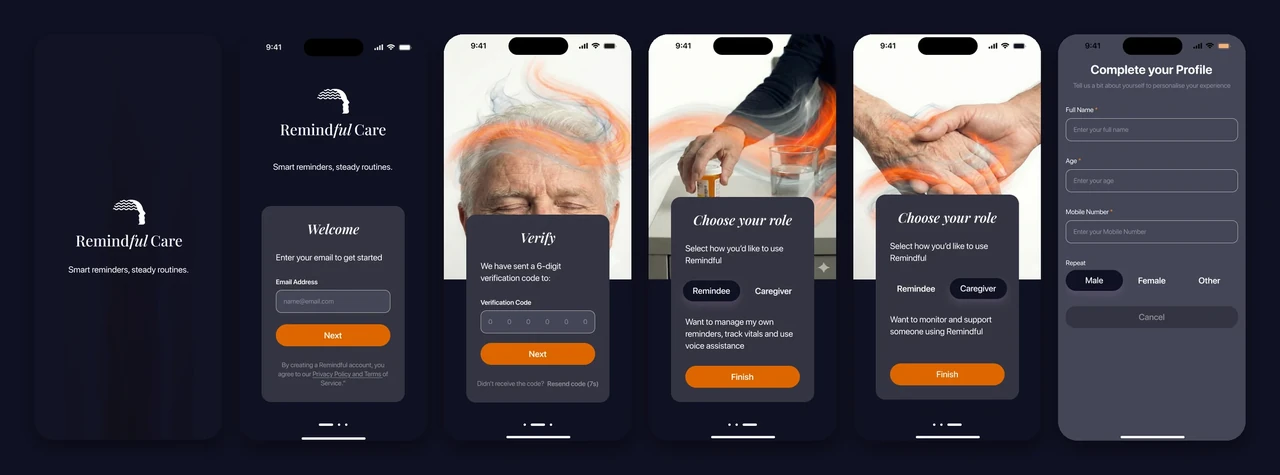 Remindful Care
Smart reminders, steady routines.
9:41
Remindful Care
Smart reminders, steady routines.
Welcome
Enter your email to get started
Email Address
name@email.com
Next
By creating a Remindful account, you
agree to our Privacy Policy and Terms of
Service."
9:41
Verify
We have sent a 6-digit
verification code to:
Verification Code
0 0 0 0 0 0
Next
Didn't receive the code? Resend code (7s)
9:41
Choose your role
Select how you'd like to use
Remindful
Remindee Caregiver
Want to manage my own
reminders, track vitals and use
voice assistance
Finish
9:41
Choose your role
Select how you'd like to use
Remindful
Remindee Caregiver
Want to monitor and support
someone using Remindful
Finish
9:41
Complete your Profile
Tell us a bit about yourself to personalise your experience
Full Name *
Enter your full name
Age *
Enter your age
Mobile Number *
Enter your Mobile Number
Repeat
Male Female Other
Cancel